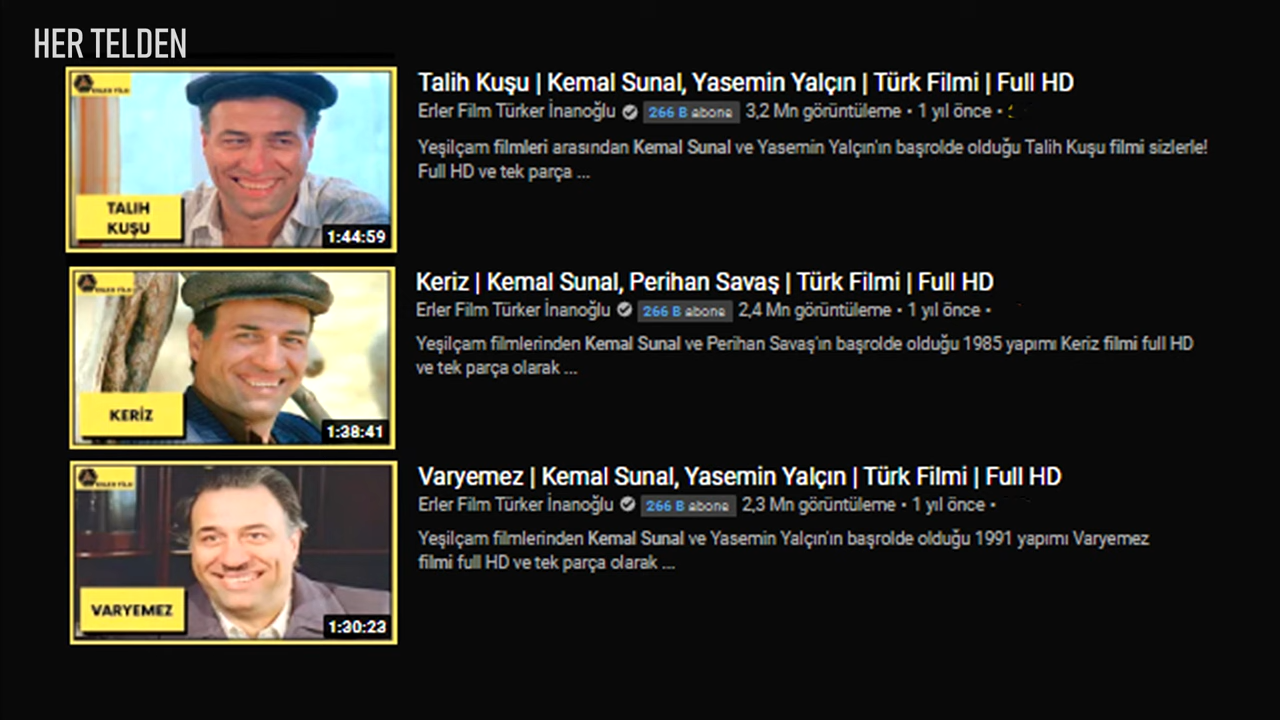 HER TELDEN
TALIH
KUŞU
1:44:59
Talih Kuşu | Kemal Sunal, Yasemin Yalçın | Türk Filmi | Full HD
Erler Film Türker İnanoğlu 266 B abone 3,2 Mn görüntüleme • 1 yıl önce •
Yeşilçam filmleri arasından Kemal Sunal ve Yasemin Yalçın'ın başrolde olduğu Talih Kuşu filmi sizlerle!
Full HD ve tek parça ...
KERİZ
1:38:41
Keriz | Kemal Sunal, Perihan Savaş | Türk Filmi | Full HD
Erler Film Türker İnanoğlu 266 B abone 2,4 Mn görüntüleme • 1 yıl önce •
Yeşilçam filmlerinden Kemal Sunal ve Perihan Savaş'ın başrolde olduğu 1985 yapımı Keriz filmi full HD
ve tek parça olarak ...
VARYEMEZ
1:30:23
Varyemez | Kemal Sunal, Yasemin Yalçın | Türk Filmi | Full HD
Erler Film Türker İnanoğlu 266 B abone 2,3 Mn görüntüleme • 1 yıl önce •
Yeşilçam filmlerinden Kemal Sunal ve Yasemin Yalçın'ın başrolde olduğu 1991 yapımı Varyemez
filmi full HD ve tek parça olarak ...